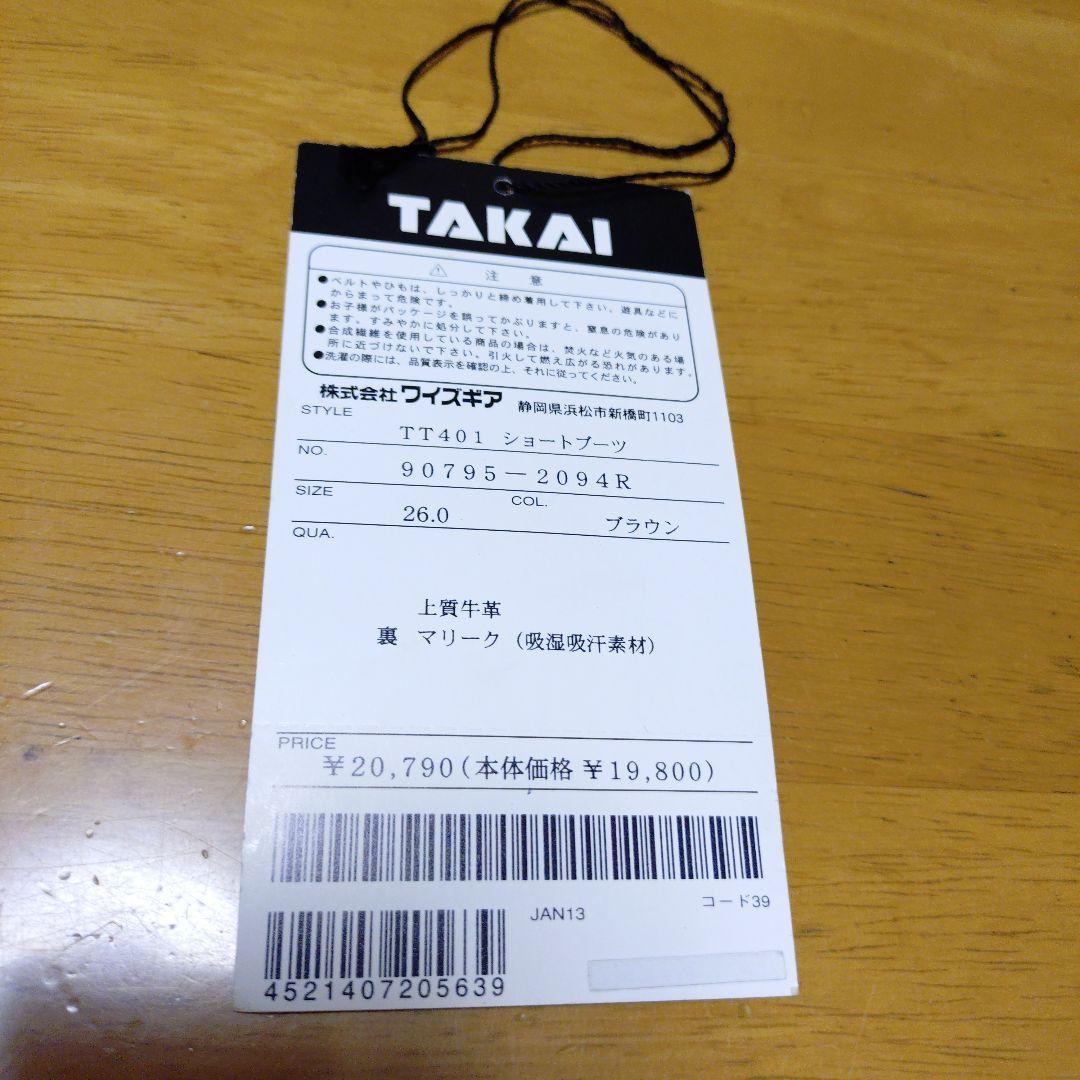 TAKAI
⚠ 注意
●ベルトやひもは、しっかりと締め着用して下さい。遊具などに
からまって危険です。
●お子様がパッケージを誤ってかぶりますと、窒息の危険があり
ます。すみやかに処分して下さい。
●合成繊維を使用している商品の場合は、焚火など火気のある場
所に近づけないで下さい。引火して燃え広がる恐れがあります。
●洗濯の際には、品質表示を確認の上、それに従ってください。
株式会社 ワイズギア 静岡県浜松市新橋町1103
STYLE
TT401 ショートブーツ
NO.
90795-2094R
SIZE COL.
26.0 ブラウン
QUA.
上質牛革
裏 マリーク（吸湿吸汗素材）
PRICE
¥20,790(本体価格 ¥19,800)
JAN13 コード39
4521407205639